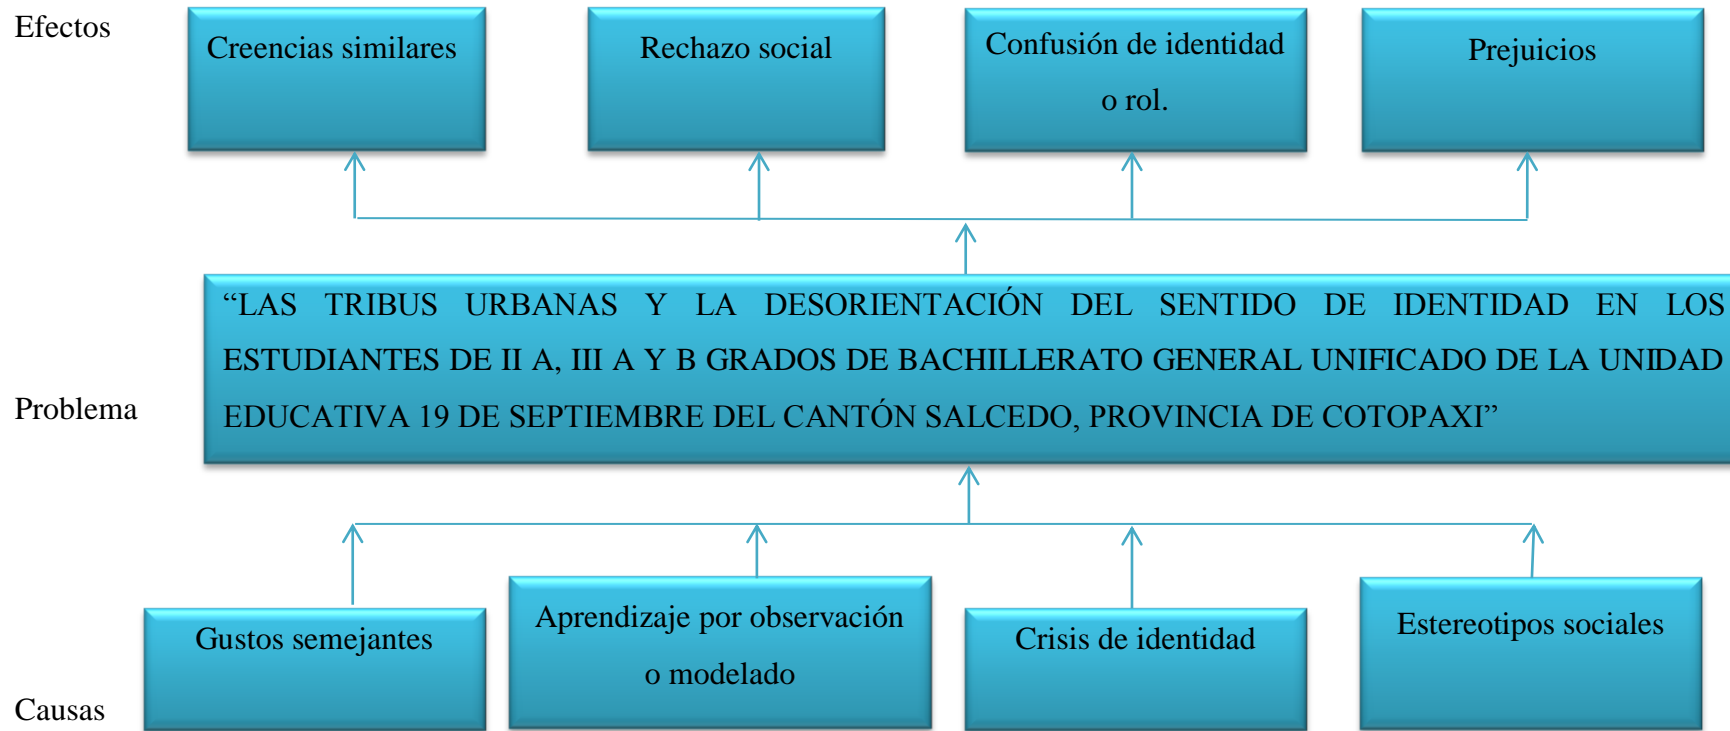 Efectos
Creencias similares
Rechazo social
Confusión de identidad
o rol.
Prejuicios
“LAS TRIBUS URBANAS Y LA DESORIENTACIÓN DEL SENTIDO DE IDENTIDAD EN LOS
ESTUDIANTES DE II A, III A Y B GRADOS DE BACHILLERATO GENERAL UNIFICADO DE LA UNIDAD
EDUCATIVA 19 DE SEPTIEMBRE DEL CANTÓN SALCEDO, PROVINCIA DE COTOPAXI”
Problema
Gustos semejantes
Aprendizaje por observación
o modelado
Crisis de identidad
Estereotipos sociales
Causas